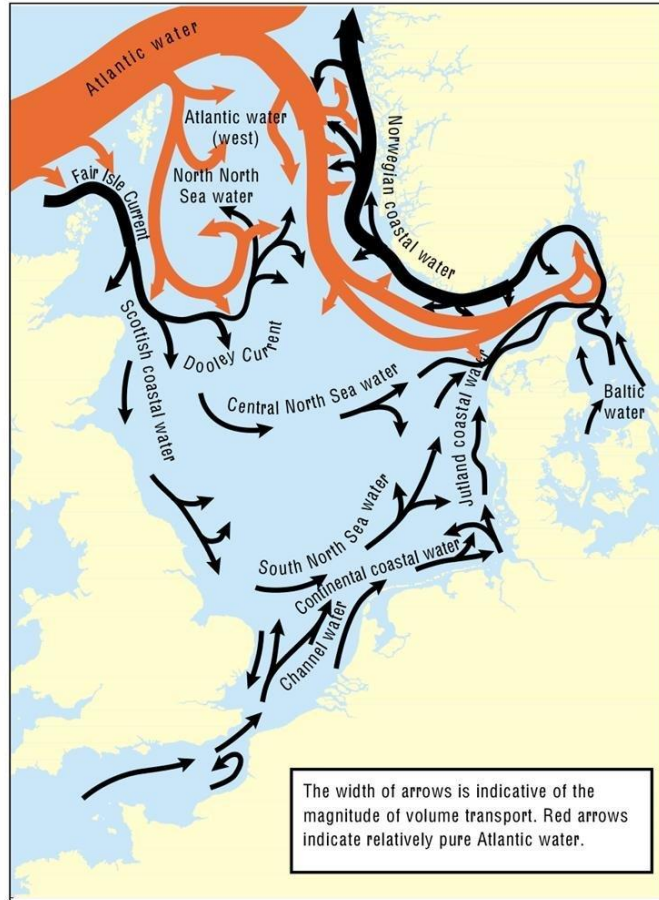 Atlantic water
Atlantic water
(west)
North North
Sea water
Fair Isle Current
Norwegian coastal water
Scottish coastal water
Dooley Current
Central North Sea water
Jutland coastal water
Baltic
water
South North Sea water
Continental coastal water
Channel water
The width of arrows is indicative of the
magnitude of volume transport. Red arrows
indicate relatively pure Atlantic water.